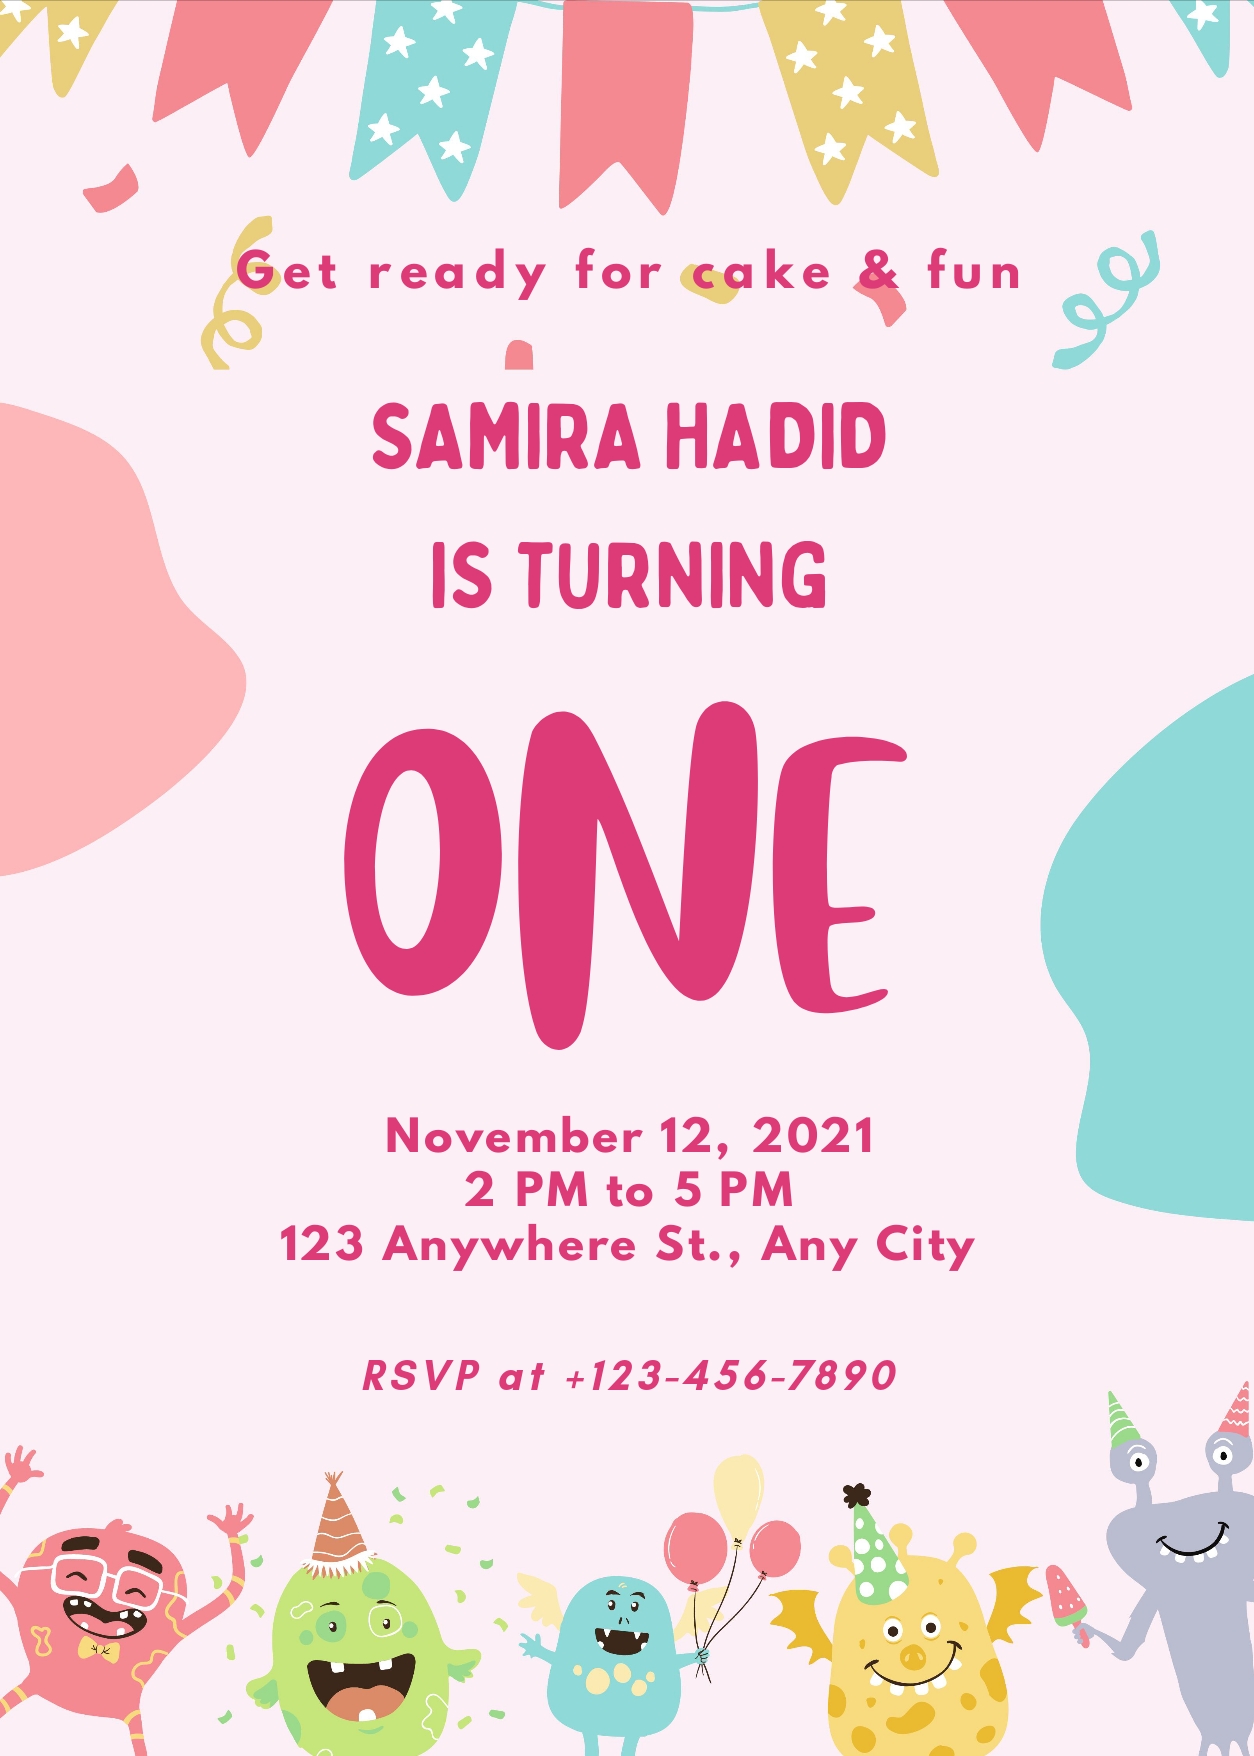 Get ready for cake & fun
SAMIRA HADID
IS TURNING
ONE
November 12, 2021
2 PM to 5 PM
123 Anywhere St., Any City
RSVP at +123-456-7890